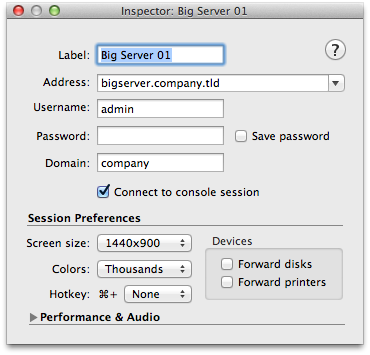 Inspector: Big Server 01
Label: Big Server 01
?
Address: bigserver.company.tld
Username: admin
Password: Save password
Domain: company
Connect to console session
Session Preferences
Screen size: 1440x900 Devices
Forward disks
Colors: Thousands
Forward printers
Hotkey: ⌘+ None
Performance & Audio